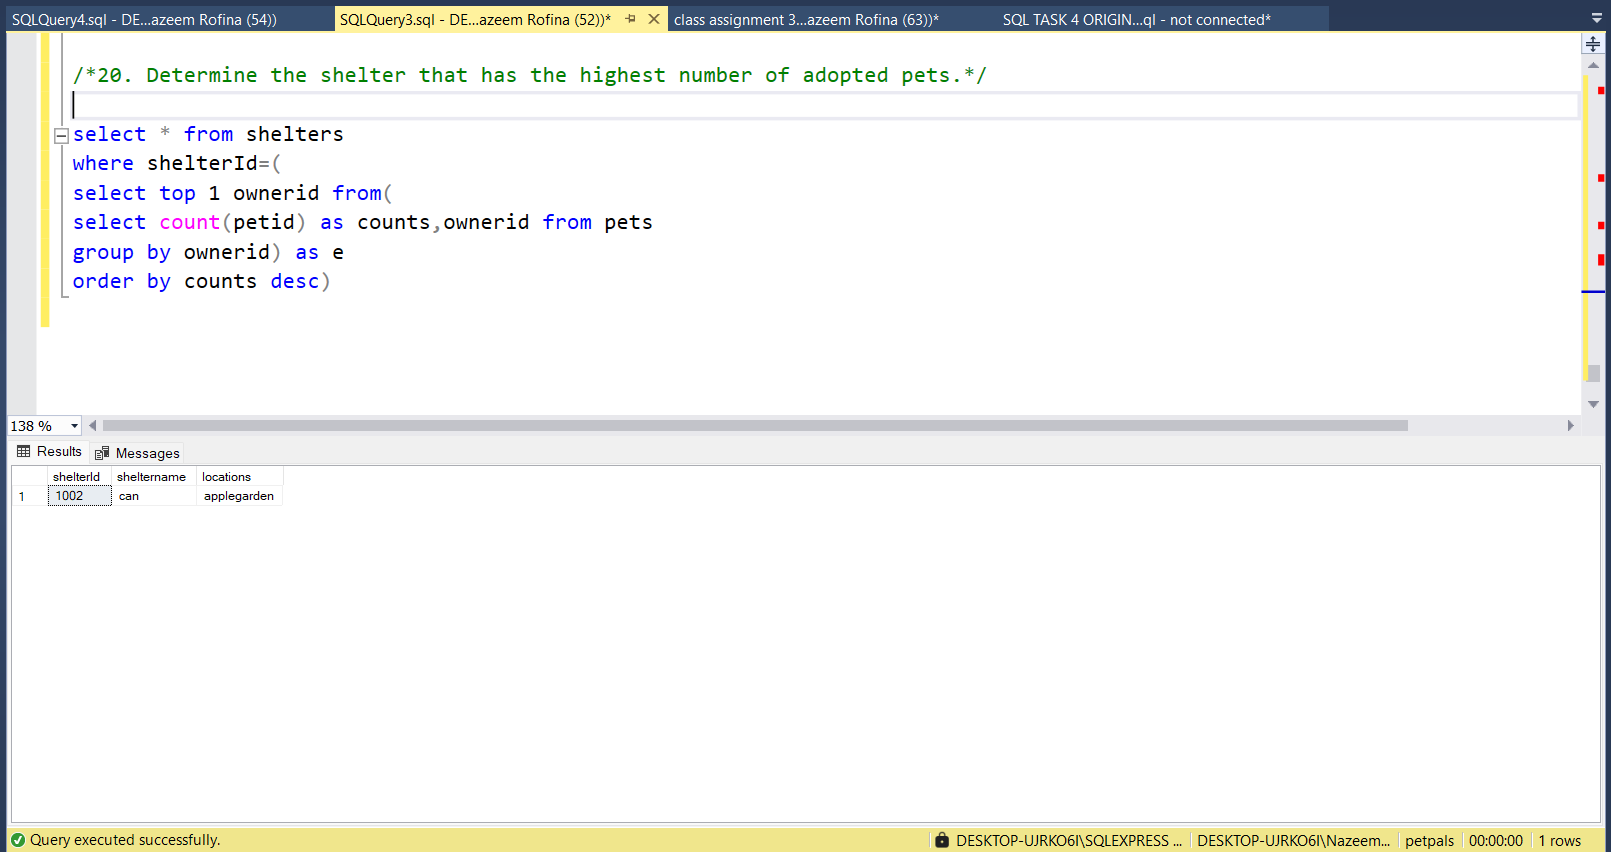 SQLQuery4.sql - DE...azeem Rofina (54)) SQLQuery3.sql - DE...azeem Rofina (52))* class assignment 3...azeem Rofina (63))* SQL TASK 4 ORIGIN...ql - not connected*
/*20. Determine the shelter that has the highest number of adopted pets.*/
select * from shelters
where shelterId=(
select top 1 ownerid from(
select count(petid) as counts,ownerid from pets
group by ownerid) as e
order by counts desc)
138 %
Results Messages
shelterId sheltername locations
1 1002 can applegarden
Query executed successfully. DESKTOP-UJRKO6I\SQLEXPRESS ... DESKTOP-UJRKO6I\Nazeem... petpals 00:00:00 1 rows